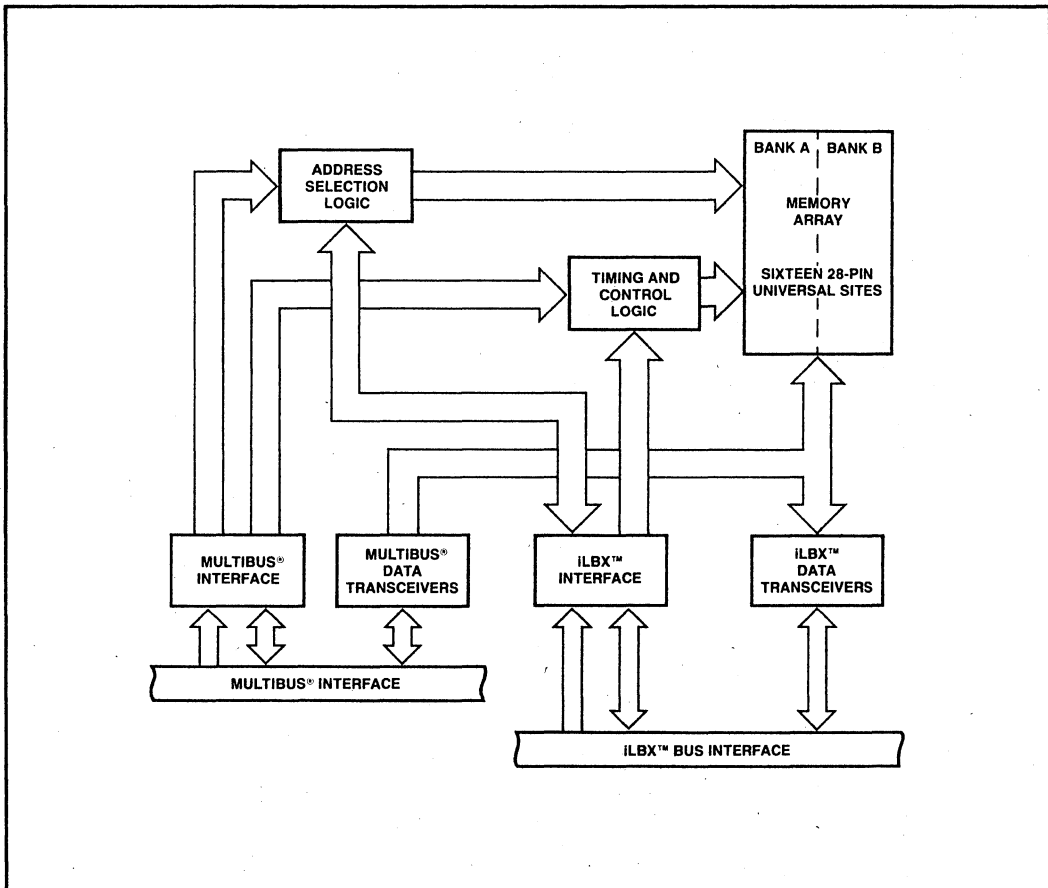 ADDRESS
SELECTION
LOGIC
BANK A
BANK B
MEMORY
ARRAY
SIXTEEN 28-PIN
UNIVERSAL SITES
TIMING AND
CONTROL
LOGIC
MULTIBUS®
INTERFACE
MULTIBUS®
DATA
TRANSCEIVERS
iLBX™
INTERFACE
iLBX™
DATA
TRANSCEIVERS
MULTIBUS® INTERFACE
iLBX™ BUS INTERFACE